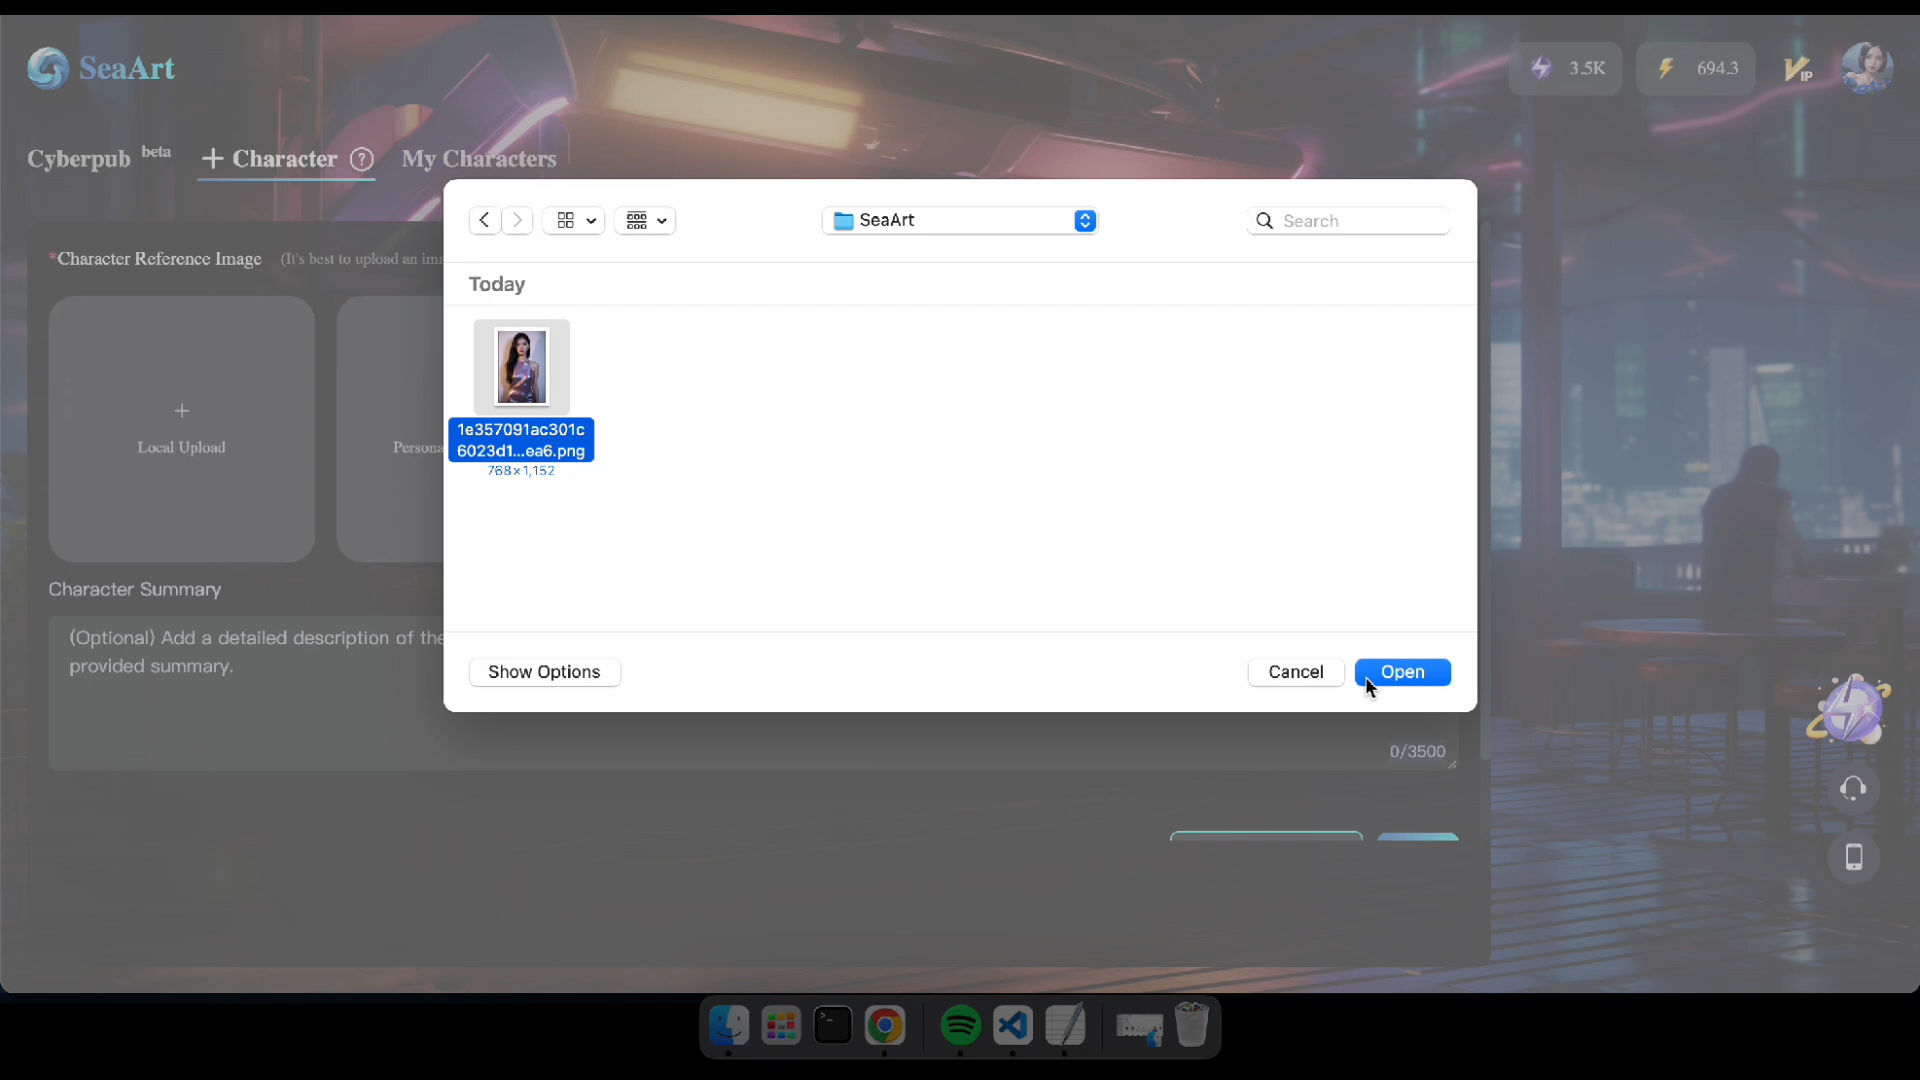 SeaArt
3.5K
694.3
VIP
Cyberpub beta
+ Character ?
My Characters
SeaArt
Search
*Character Reference Image
(It's best to upload an
Today
Local Upload
1e357091ac301c
6023d1...ea6.png
768×1,152
Character Summary
(Optional) Add a detailed description of the
provided summary.
Show Options
Cancel
Open
0/3500